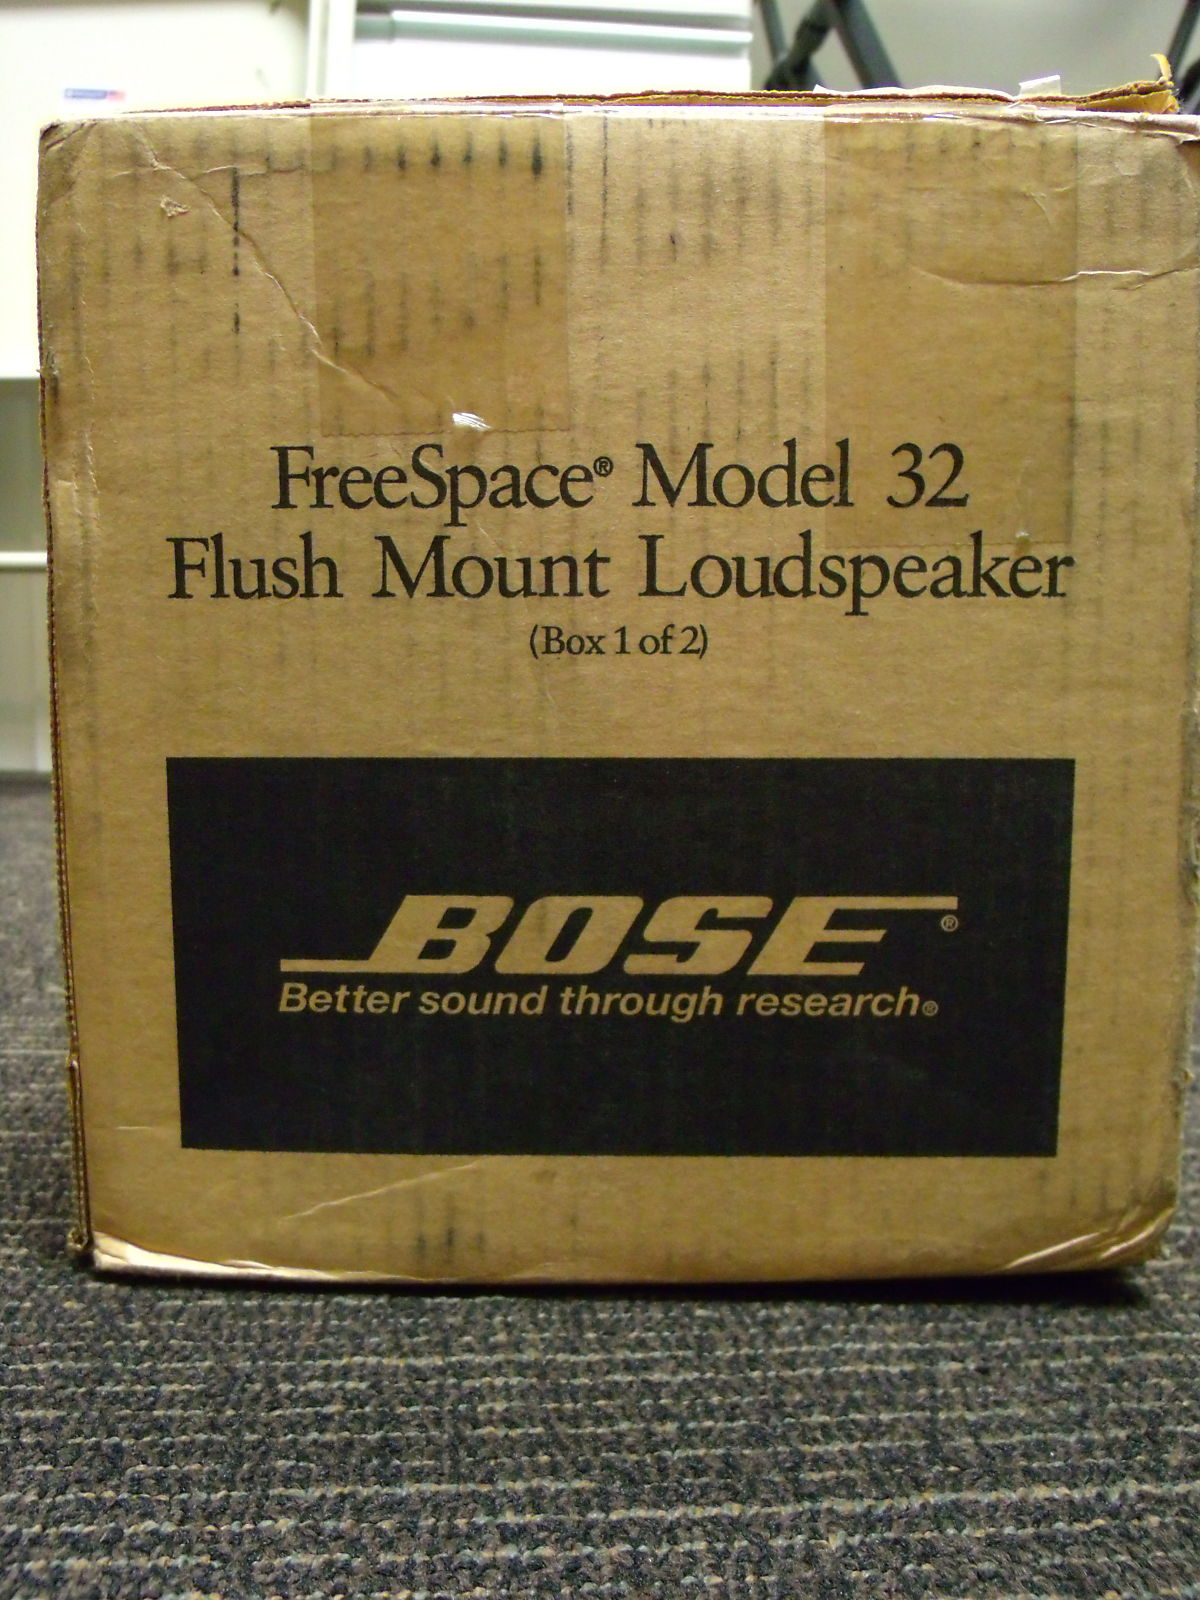 FreeSpace® Model 32
Flush Mount Loudspeaker
(Box 1 of 2)
BOSE®
Better sound through research®